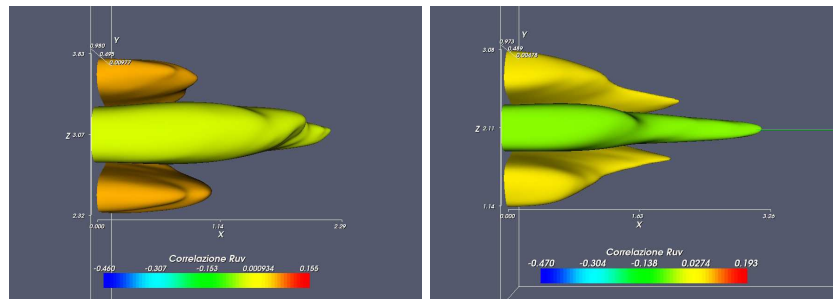 Y
0.980
0.495
0.00977
3.83
Z 3.07
2.32
0.000 1.14 2.29
X
Correlazione Ruv
-0.460 -0.307 -0.153 0.000934 0.155
Y
0.973
0.489
0.00678
3.08
Z 2.11
1.14
0.000 1.63 3.26
X
Correlazione Ruv
-0.470 -0.304 -0.138 0.0274 0.193